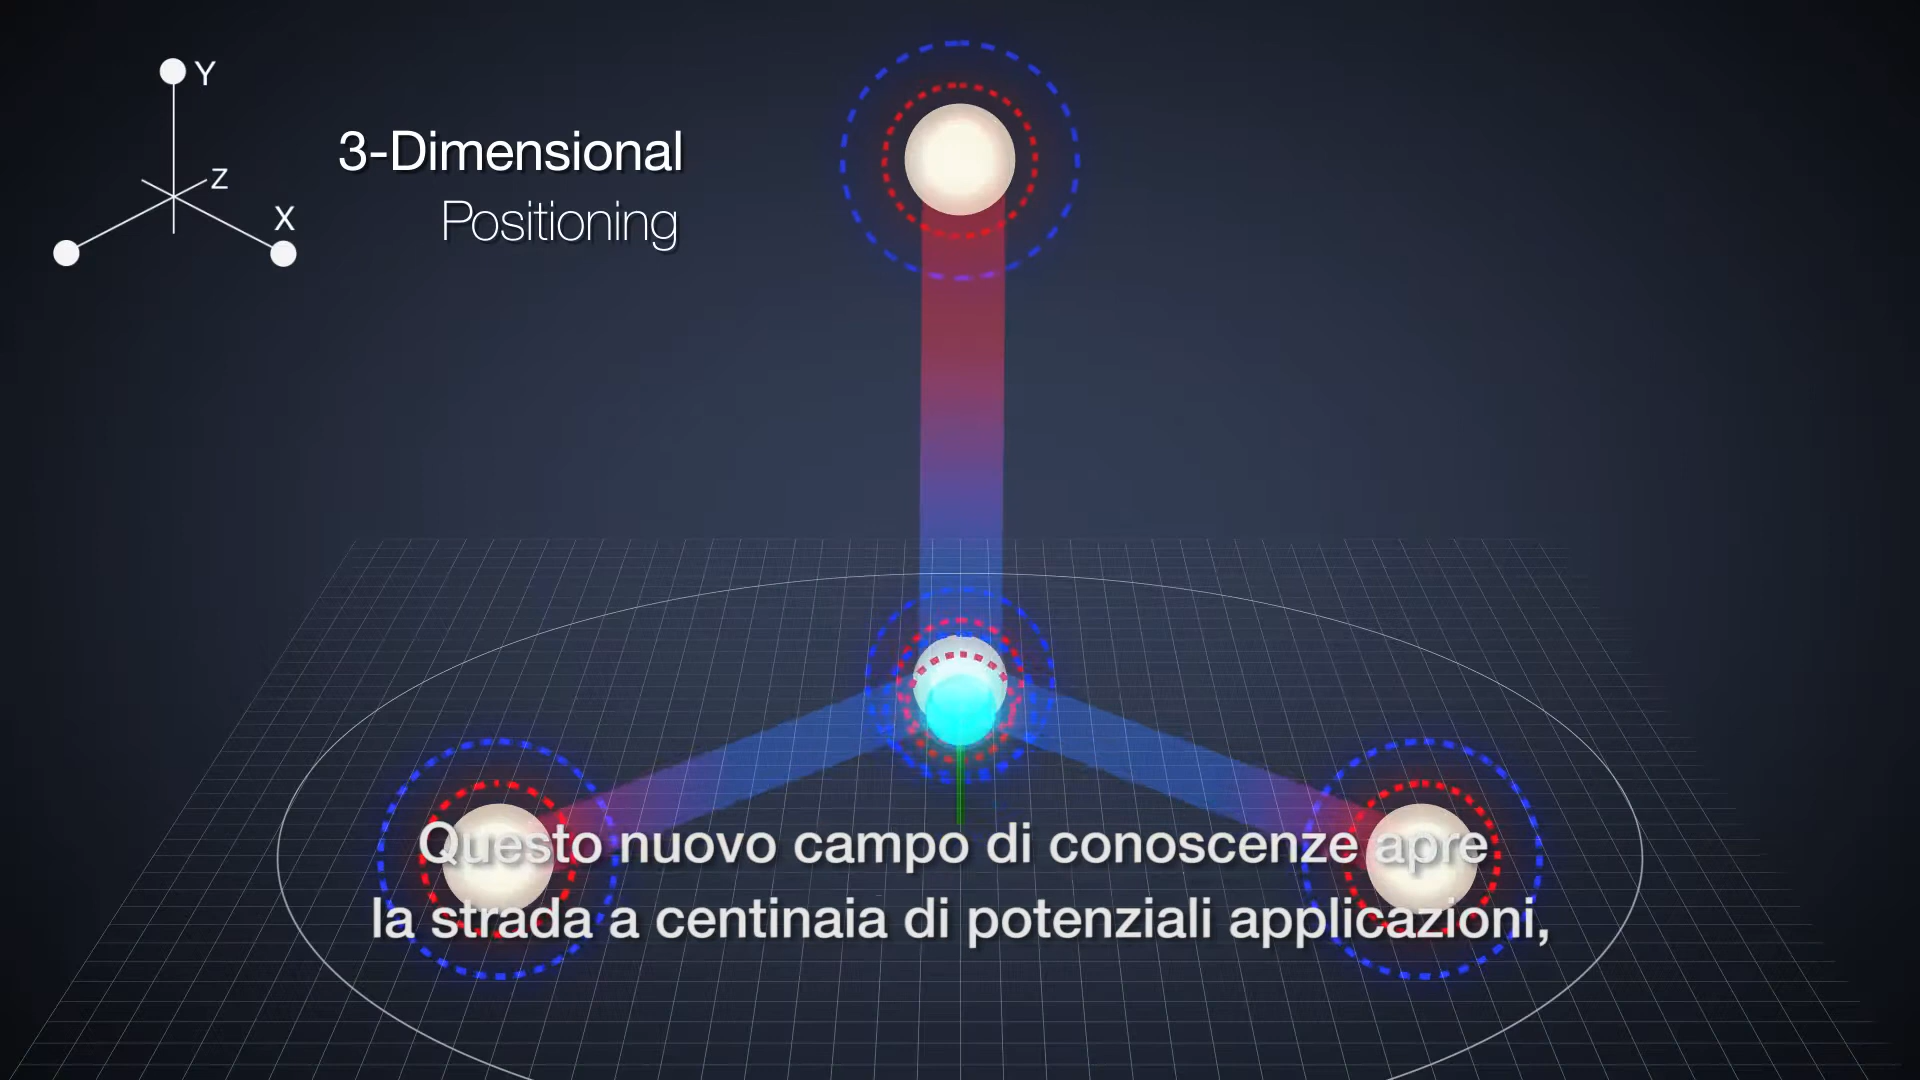 Y
Z
X
3-Dimensional
Positioning
Questo nuovo campo di conoscenze apre
la strada a centinaia di potenziali applicazioni,